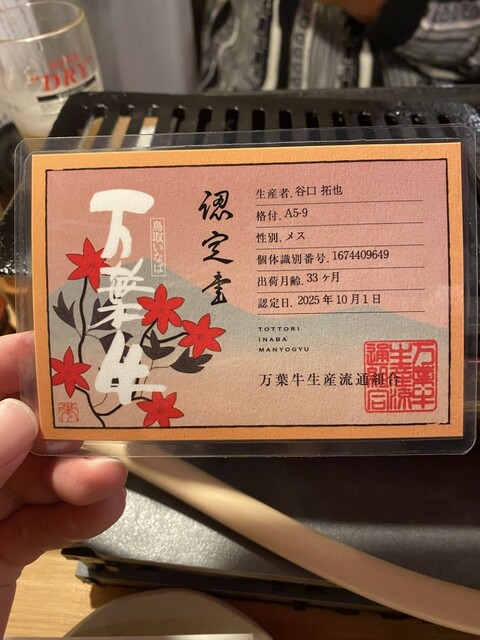 "DRY"
鳥取いなば
万葉牛
認定書
生産者. 谷口 拓也
格付. A5-9
性別. メス
個体識別番号. 1674409649
出荷月齢. 33ヶ月
認定日. 2025年10月1日
TOTTORI
INABA
MANYOGYU
万葉牛生産流通組合